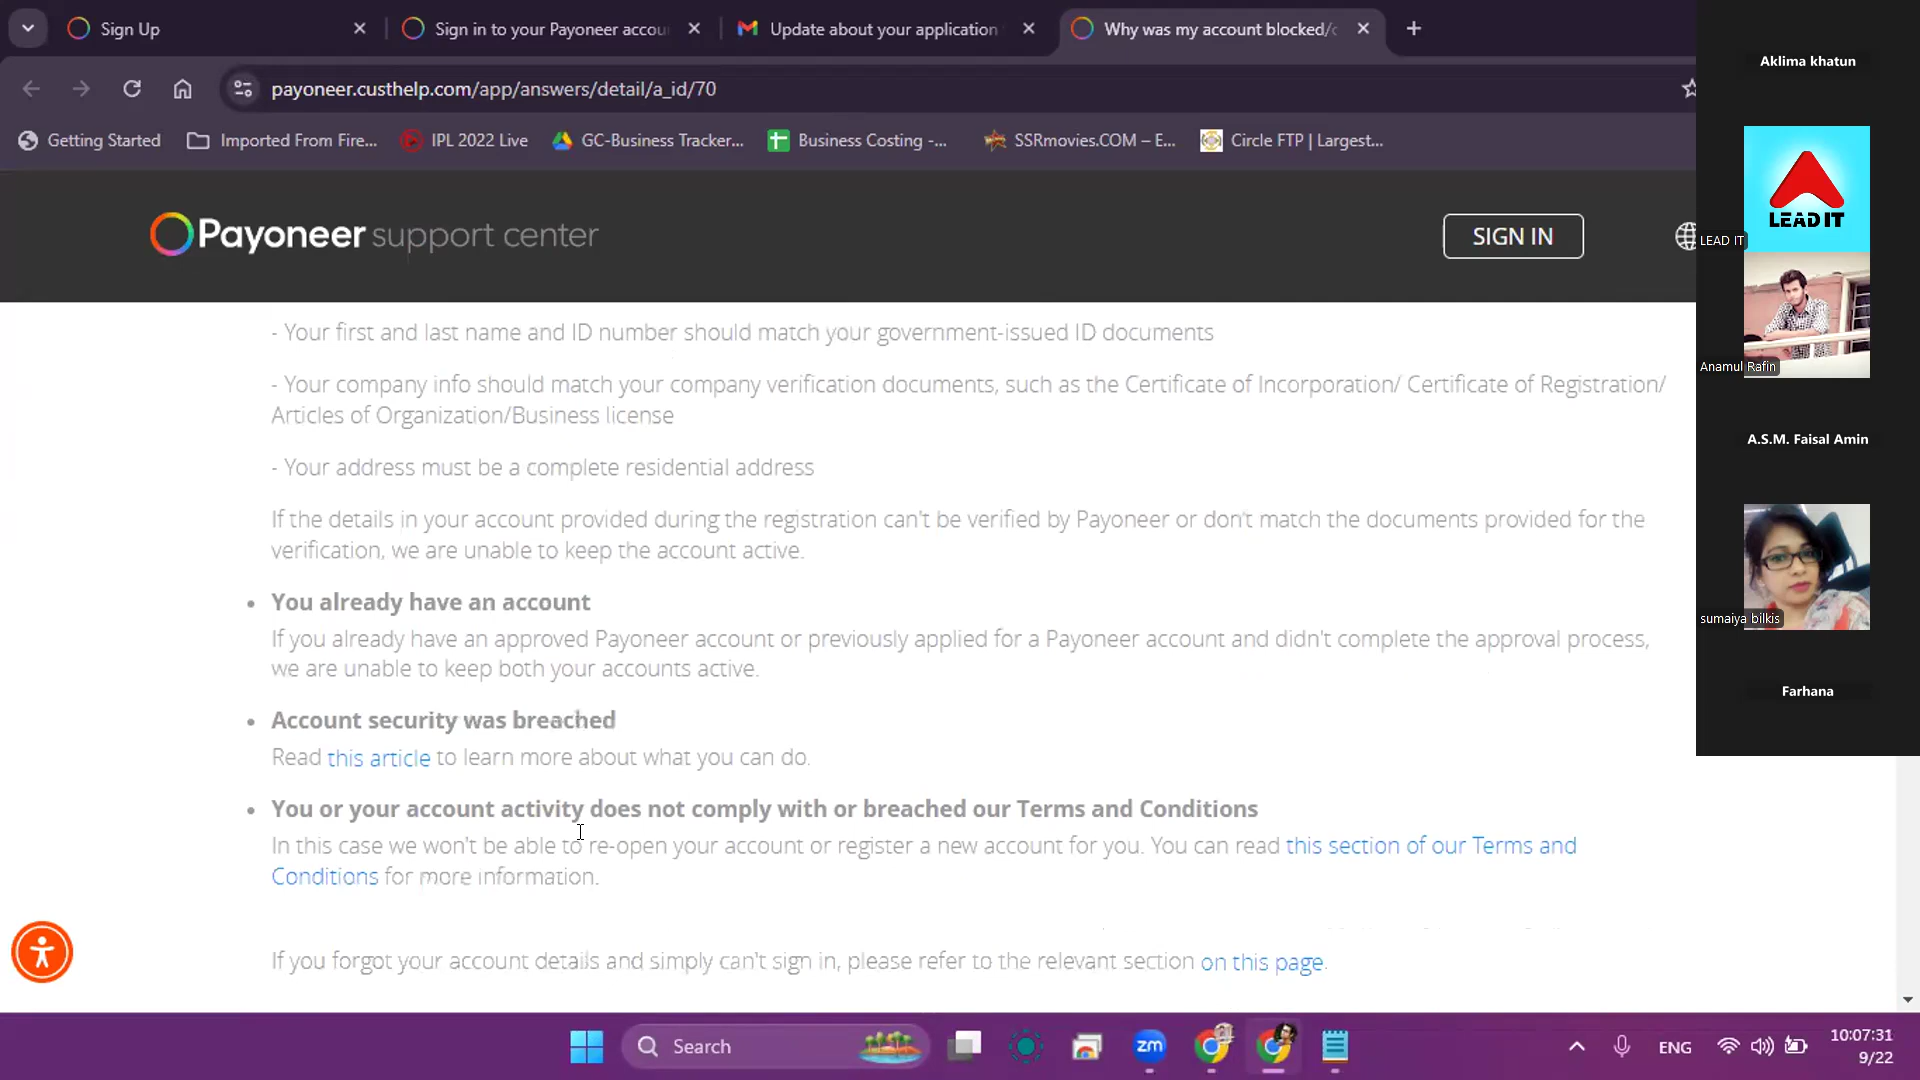 Sign Up
Sign in to your Payoneer accou
Update about your application
Why was my account blocked/c
payoneer.custhelp.com/app/answers/detail/a_id/70
Getting Started
Imported From Fire...
IPL 2022 Live
GC-Business Tracker...
Business Costing -...
SSRmovies.COM – E...
Circle FTP | Largest...
Payoneer support center
SIGN IN
- Your first and last name and ID number should match your government-issued ID documents
- Your company info should match your company verification documents, such as the Certificate of Incorporation/ Certificate of Registration/
Articles of Organization/Business license
- Your address must be a complete residential address
If the details in your account provided during the registration can't be verified by Payoneer or don't match the documents provided for the
verification, we are unable to keep the account active.
• You already have an account
If you already have an approved Payoneer account or previously applied for a Payoneer account and didn't complete the approval process,
we are unable to keep both your accounts active.
• Account security was breached
Read this article to learn more about what you can do.
• You or your account activity does not comply with or breached our Terms and Conditions
In this case we won't be able to re-open your account or register a new account for you. You can read this section of our Terms and
Conditions for more information.
If you forgot your account details and simply can't sign in, please refer to the relevant section on this page.
Aklima khatun
LEAD IT
LEAD IT
Anamul Rafin
A.S.M. Faisal Amin
sumaiya bilkis
Farhana
Search
zm
ENG
10:07:31
9/22